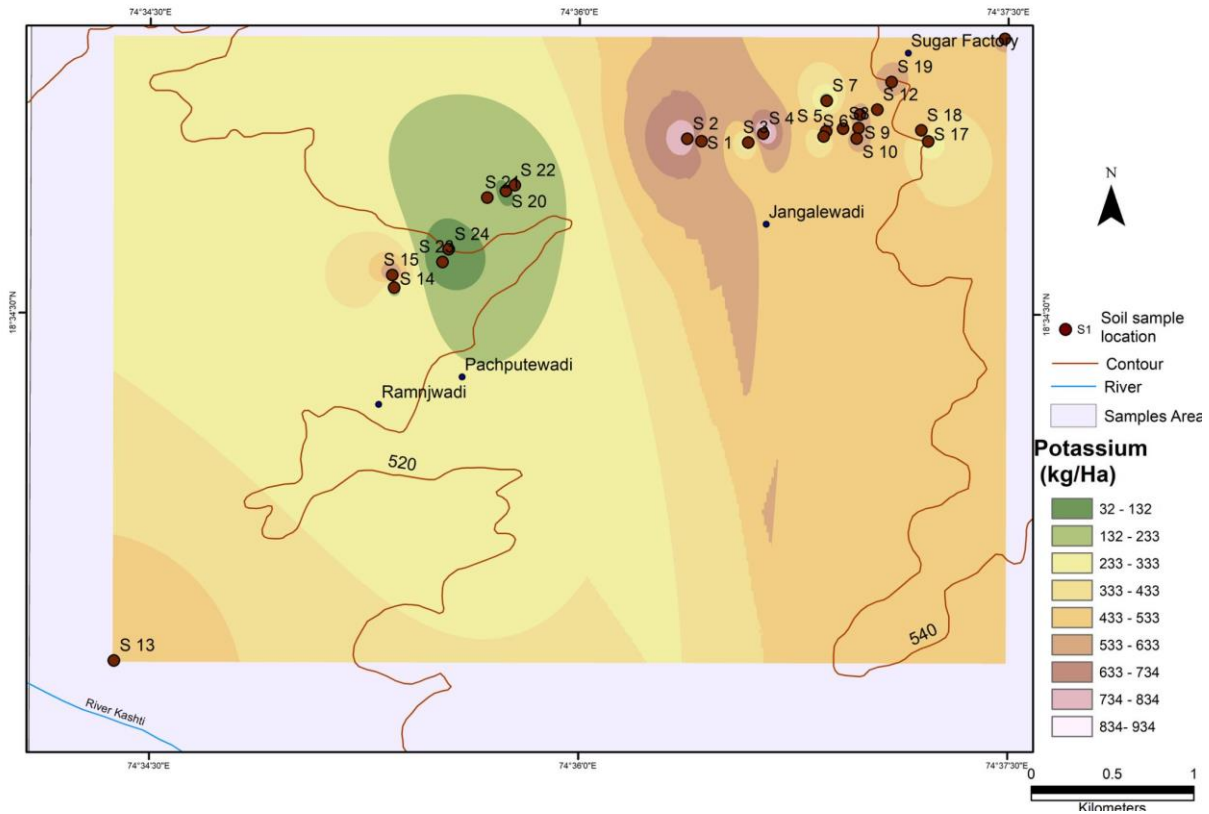 74°34'30"E
74°36'0"E
74°37'30"E
Sugar Factory
S 19
S 7
S 12
S 2
S 1
S 3
S 4
S 5
S 6
S 9
S 10
S 18
S 17
S 22
S 21
S 20
Jangalewadi
S 24
S 15
S 14
Pachputewadi
Ramnjwadi
520
540
S 13
River Kashti
18°34'30"N
18°34'30"N
74°34'30"E
74°36'0"E
74°37'30"E
N
S1 Soil sample
location
Contour
River
Samples Area
Potassium
(kg/Ha)
32 - 132
132 - 233
233 - 333
333 - 433
433 - 533
533 - 633
633 - 734
734 - 834
834- 934
0 0.5 1
Kilometers